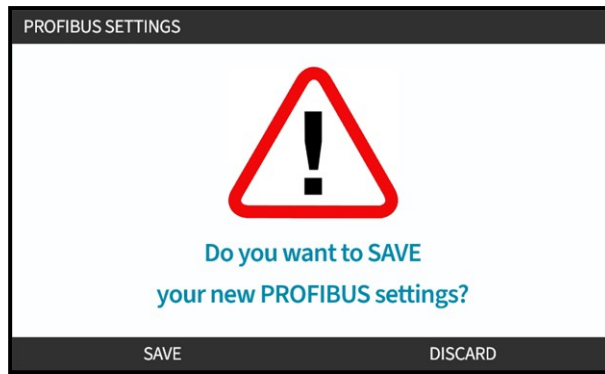 PROFIBUS SETTINGS
!
Do you want to SAVE
your new PROFIBUS settings?
SAVE DISCARD